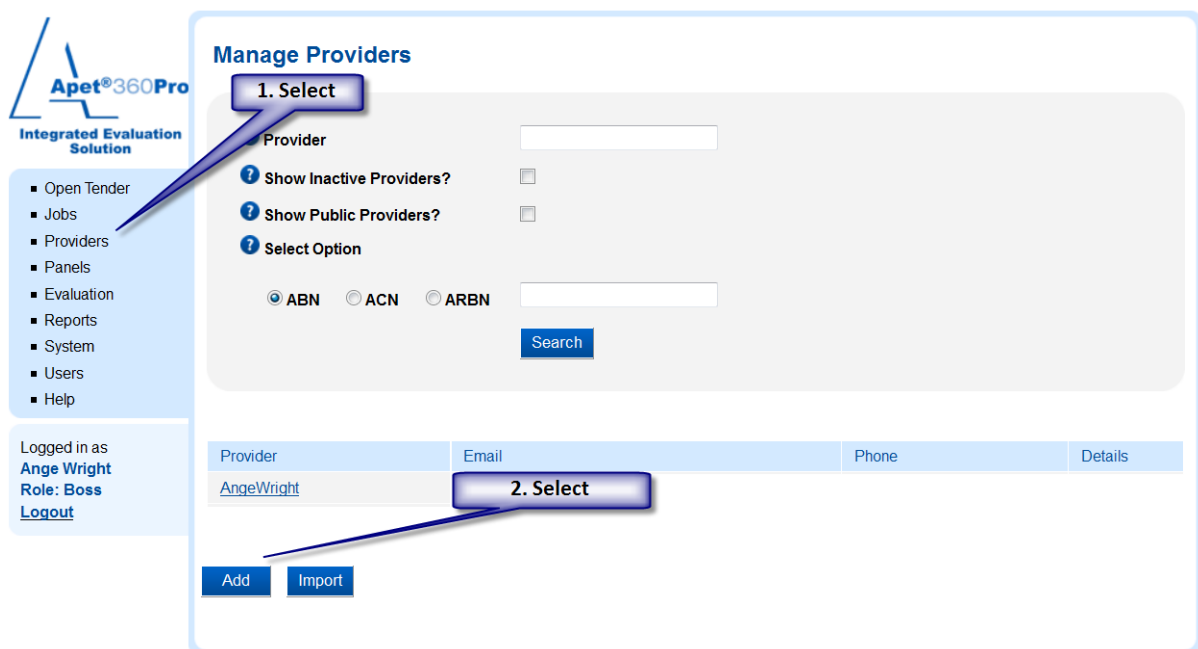 Apet®360Pro
Integrated Evaluation
Solution
Open Tender
Jobs
Providers
Panels
Evaluation
Reports
System
Users
Help
Logged in as
Ange Wright
Role: Boss
Logout
Manage Providers
1. Select
Provider
? Show Inactive Providers?
? Show Public Providers?
? Select Option
ABN ACN ARBN
Search
Provider Email Phone Details
AngeWright
2. Select
Add Import